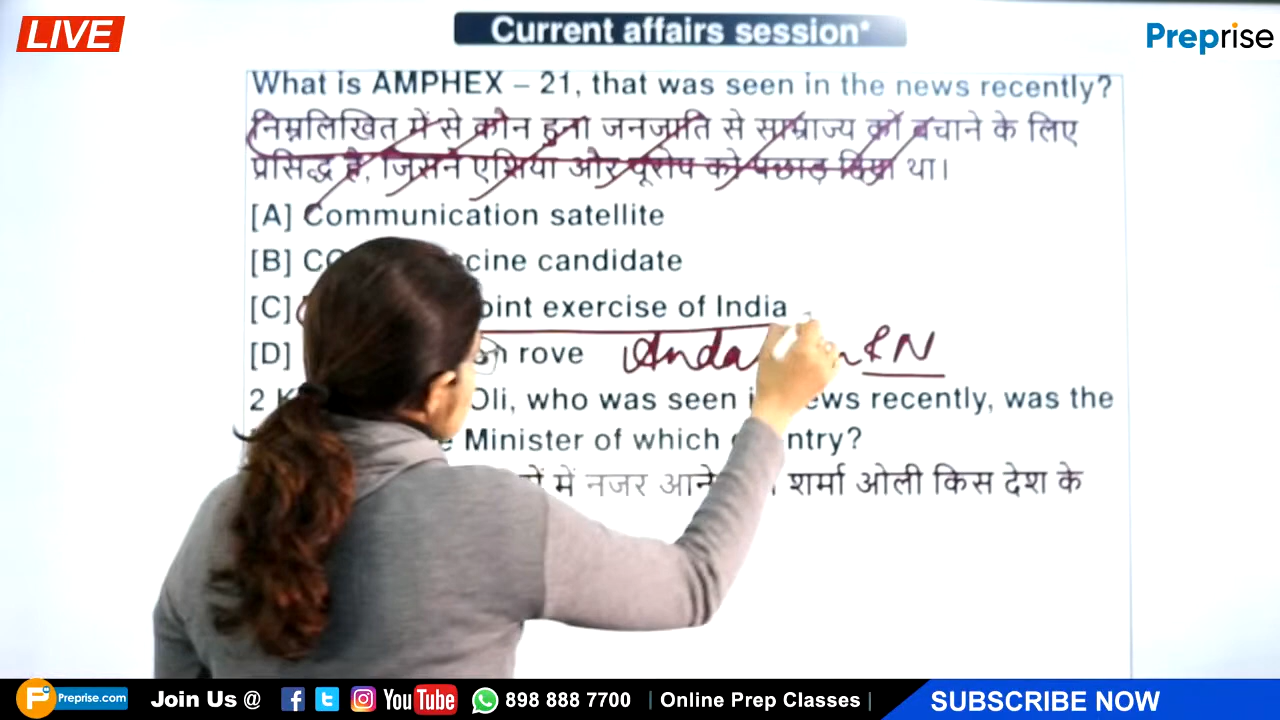 LIVE
Current affairs session*
Preprise
What is AMPHEX – 21, that was seen in the news recently?
निम्नलिखित में से कौन हूना जनजाति से साम्राज्य को बचाने के लिए
प्रसिद्ध है, जिसने एशिया और यूरोप को पछाड़ दिया था।
[A] Communication satellite
[B] cine candidate
[C] oint exercise of India
[D] rove & N
2 Oli, who was seen ews recently, was the
Minister of which ntry?
में नजर आने शर्मा ओली किस देश के
Preprise.com Join Us @ You Tube 898 888 7700 | Online Prep Classes | SUBSCRIBE NOW